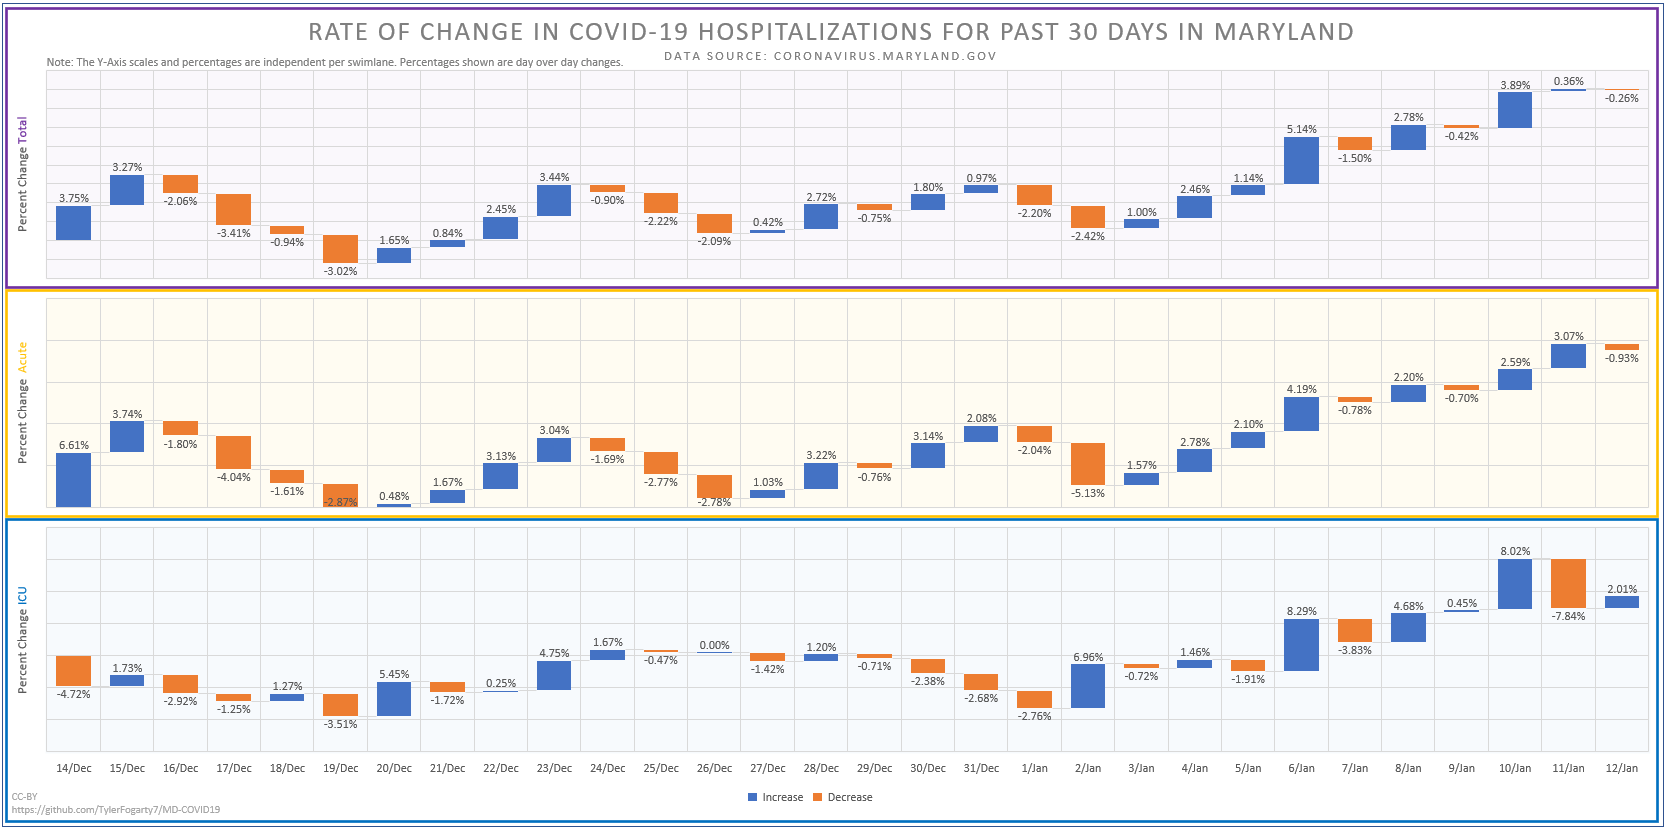 RATE OF CHANGE IN COVID-19 HOSPITALIZATIONS FOR PAST 30 DAYS IN MARYLAND
DATA SOURCE: CORONAVIRUS.MARYLAND.GOV
Note: The Y-Axis scales and percentages are independent per swimlane. Percentages shown are day over day changes.
Percent Change Total
3.75% 3.27% -2.06% -3.41% -0.94% -3.02% 1.65% 0.84% 2.45% 3.44% -0.90% -2.22% -2.09% 0.42% 2.72% -0.75% 1.80% 0.97% -2.20% -2.42% 1.00% 2.46% 1.14% 5.14% -1.50% 2.78% -0.42% 3.89% 0.36% -0.26%
Percent Change Acute
6.61% 3.74% -1.80% -4.04% -1.61% -2.87% 0.48% 1.67% 3.13% 3.04% -1.69% -2.77% -2.78% 1.03% 3.22% -0.76% 3.14% 2.08% -2.04% -5.13% 1.57% 2.78% 2.10% 4.19% -0.78% 2.20% -0.70% 2.59% 3.07% -0.93%
Percent Change ICU
-4.72% 1.73% -2.92% -1.25% 1.27% -3.51% 5.45% -1.72% 0.25% 4.75% 1.67% -0.47% 0.00% -1.42% 1.20% -0.71% -2.38% -2.68% -2.76% 6.96% -0.72% 1.46% -1.91% 8.29% -3.83% 4.68% 0.45% 8.02% -7.84% 2.01%
14/Dec 15/Dec 16/Dec 17/Dec 18/Dec 19/Dec 20/Dec 21/Dec 22/Dec 23/Dec 24/Dec 25/Dec 26/Dec 27/Dec 28/Dec 29/Dec 30/Dec 31/Dec 1/Jan 2/Jan 3/Jan 4/Jan 5/Jan 6/Jan 7/Jan 8/Jan 9/Jan 10/Jan 11/Jan 12/Jan
Increase Decrease
CC-BY
https://github.com/TylerFogarty7/MD-COVID19